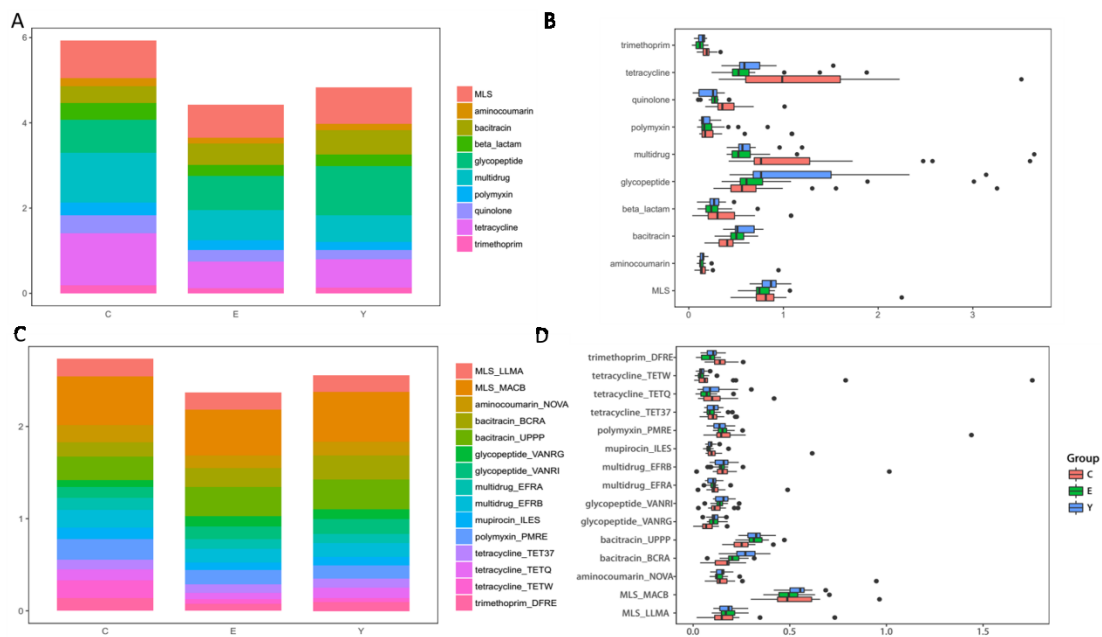 A
6
4
2
0
C
E
Y
MLS
aminocoumarin
bacitracin
beta_lactam
glycopeptide
multidrug
polymyxin
quinolone
tetracycline
trimethoprim
B
trimethoprim
tetracycline
quinolone
polymyxin
multidrug
glycopeptide
beta_lactam
bacitracin
aminocoumarin
MLS
0
1
2
3
C
2
1
0
C
E
Y
MLS_LLMA
MLS_MACB
aminocoumarin_NOVA
bacitracin_BCRA
bacitracin_UPPP
glycopeptide_VANRG
glycopeptide_VANRI
multidrug_EFRA
multidrug_EFRB
mupirocin_ILES
polymyxin_PMRE
tetracycline_TET37
tetracycline_TETQ
tetracycline_TETW
trimethoprim_DFRE
D
trimethoprim_DFRE
tetracycline_TETW
tetracycline_TETQ
tetracycline_TET37
polymyxin_PMRE
mupirocin_ILES
multidrug_EFRB
multidrug_EFRA
glycopeptide_VANRI
glycopeptide_VANRG
bacitracin_UPPP
bacitracin_BCRA
aminocoumarin_NOVA
MLS_MACB
MLS_LLMA
0.0
0.5
1.0
1.5
Group
C
E
Y